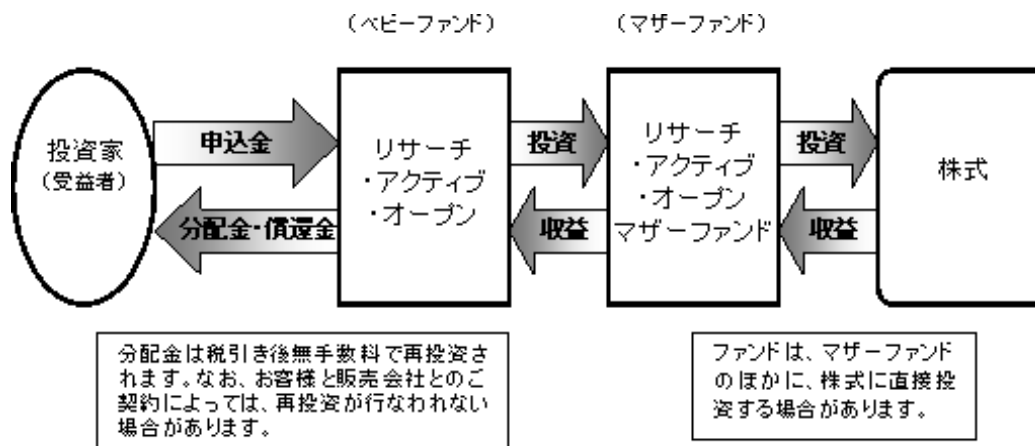 （ベビーファンド）
（マザーファンド）
投資家
（受益者）
申込金
分配金・償還金
リサーチ
・アクティブ
・オープン
投資
収益
リサーチ
・アクティブ
・オープン
マザーファンド
投資
収益
株式
分配金は税引き後無手数料で再投資さ
れます。なお、お客様と販売会社とのご
契約によっては、再投資が行なわれない
場合があります。
ファンドは、マザーファンド
のほかに、株式に直接投
資する場合があります。